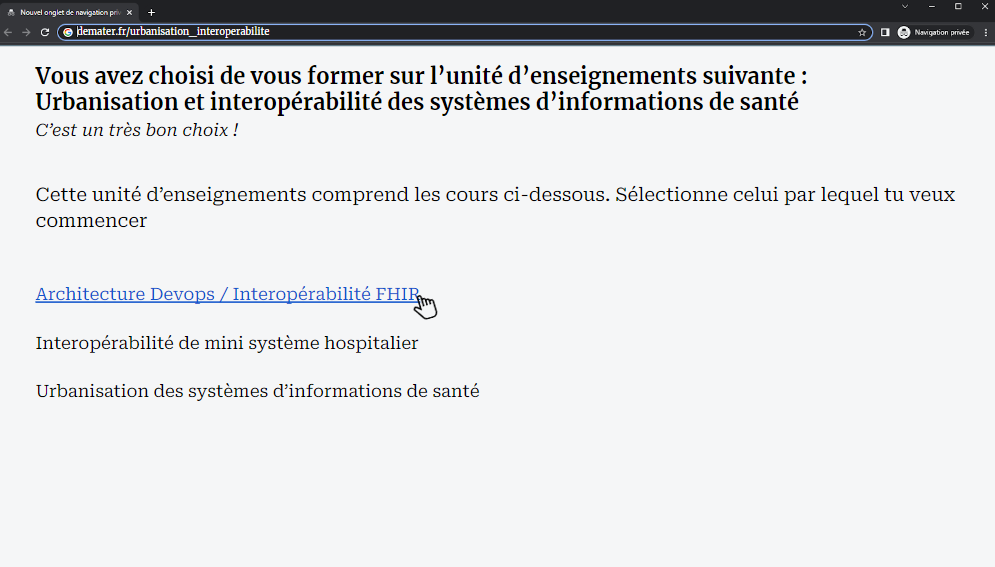 Nouvel onglet de navigation priv
demater.fr/urbanisation_interoperabilite
Navigation privée
Vous avez choisi de vous former sur l’unité d’enseignements suivante :
Urbanisation et interopérabilité des systèmes d’informations de santé
C’est un très bon choix !
Cette unité d’enseignements comprend les cours ci-dessous. Sélectionne celui par lequel tu veux
commencer
Architecture Devops / Interopérabilité FHIR
Interopérabilité de mini système hospitalier
Urbanisation des systèmes d’informations de santé